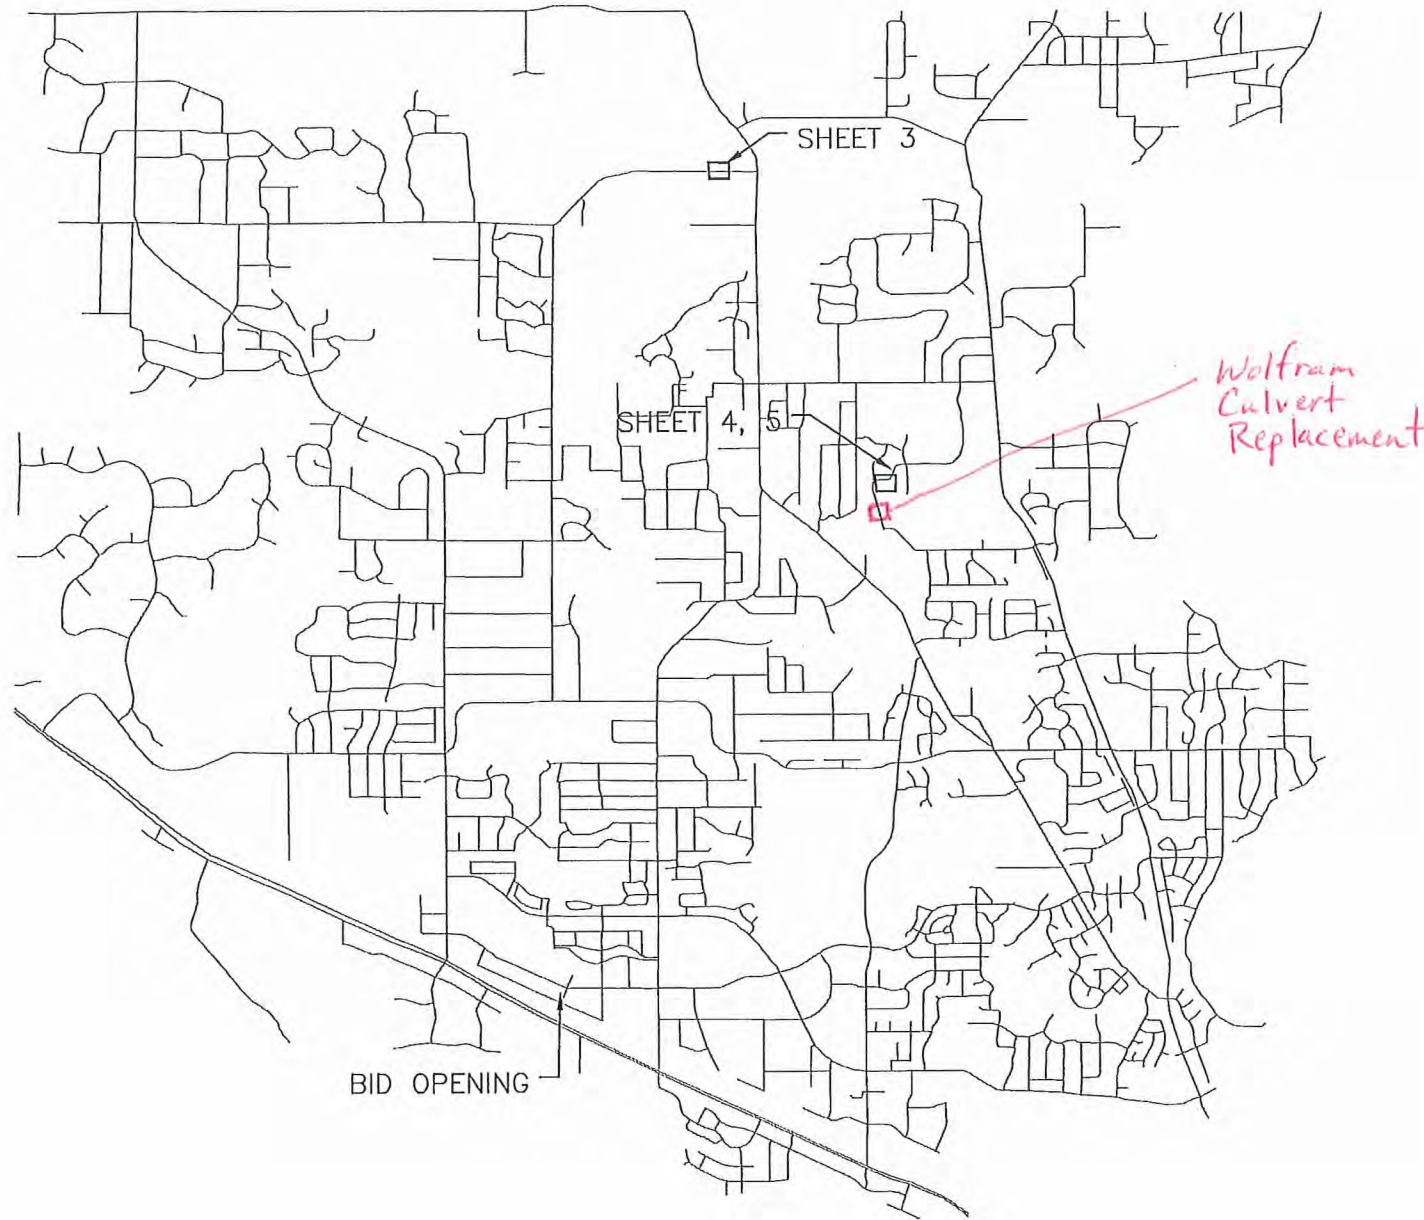 SHEET 3
Wolfram
Culvert
Replacement
SHEET 4, 5
BID OPENING